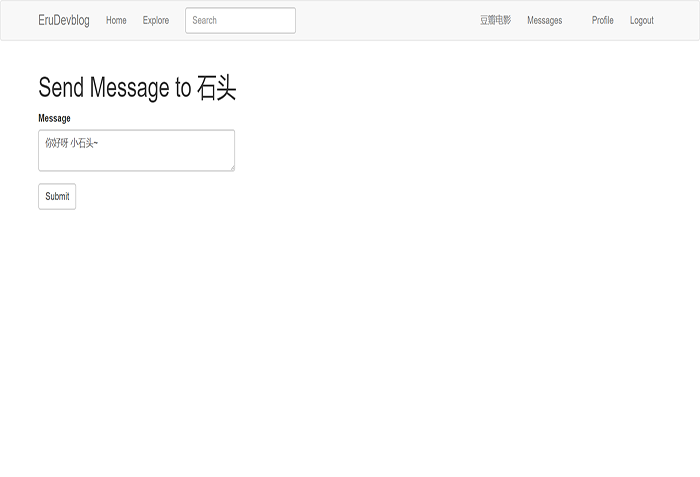 EruDevblog Home Explore Search 豆瓣电影 Messages Profile Logout
Send Message to 石头
Message
你好呀 小石头~
Submit